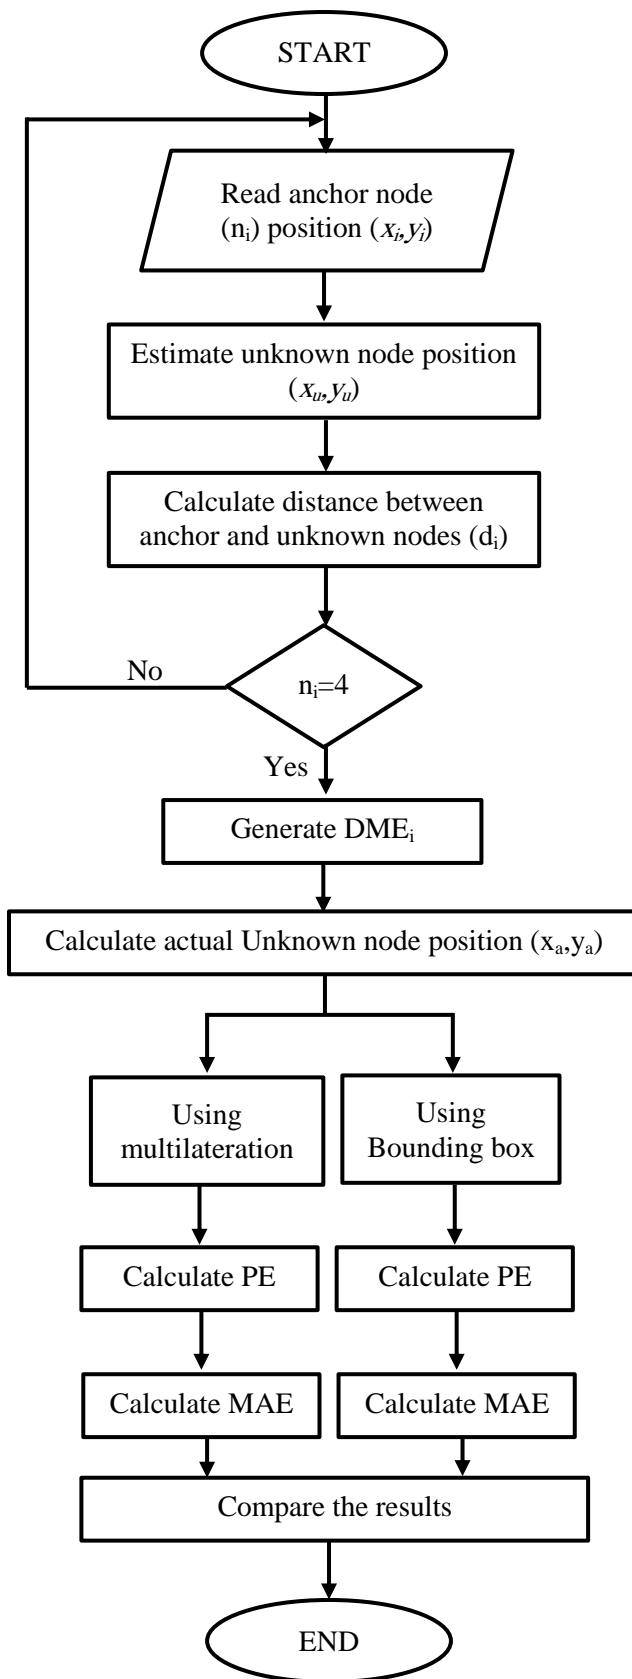 START
Read anchor node
(nᵢ) position (xᵢ,yᵢ)
Estimate unknown node position
(xᵤ,yᵤ)
Calculate distance between
anchor and unknown nodes (dᵢ)
nᵢ=4
No
Yes
Generate DMEᵢ
Calculate actual Unknown node position (xₐ,yₐ)
Using
multilateration
Using
Bounding box
Calculate PE
Calculate PE
Calculate MAE
Calculate MAE
Compare the results
END